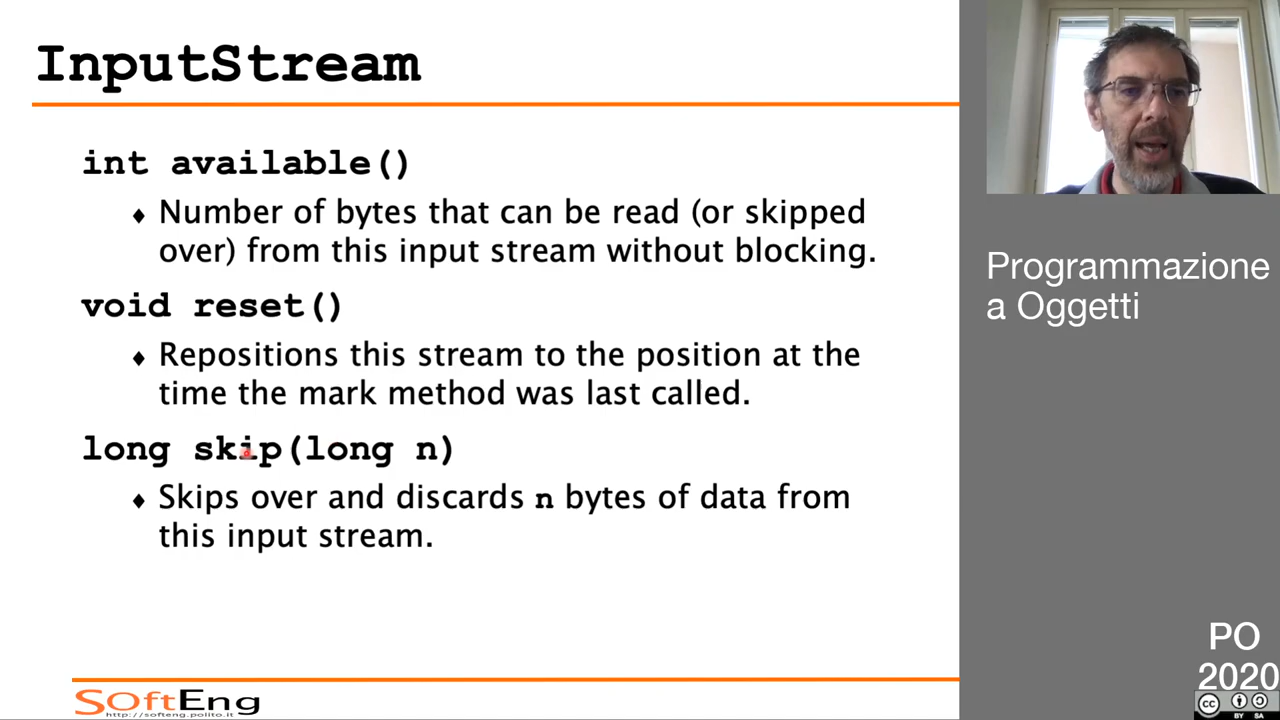 InputStream
int available()
♦ Number of bytes that can be read (or skipped
over) from this input stream without blocking.
void reset()
♦ Repositions this stream to the position at the
time the mark method was last called.
long skip(long n)
♦ Skips over and discards n bytes of data from
this input stream.
SOftEng
http://softeng.polito.it
Programmazione
a Oggetti
PO
2020
cc
BY SA